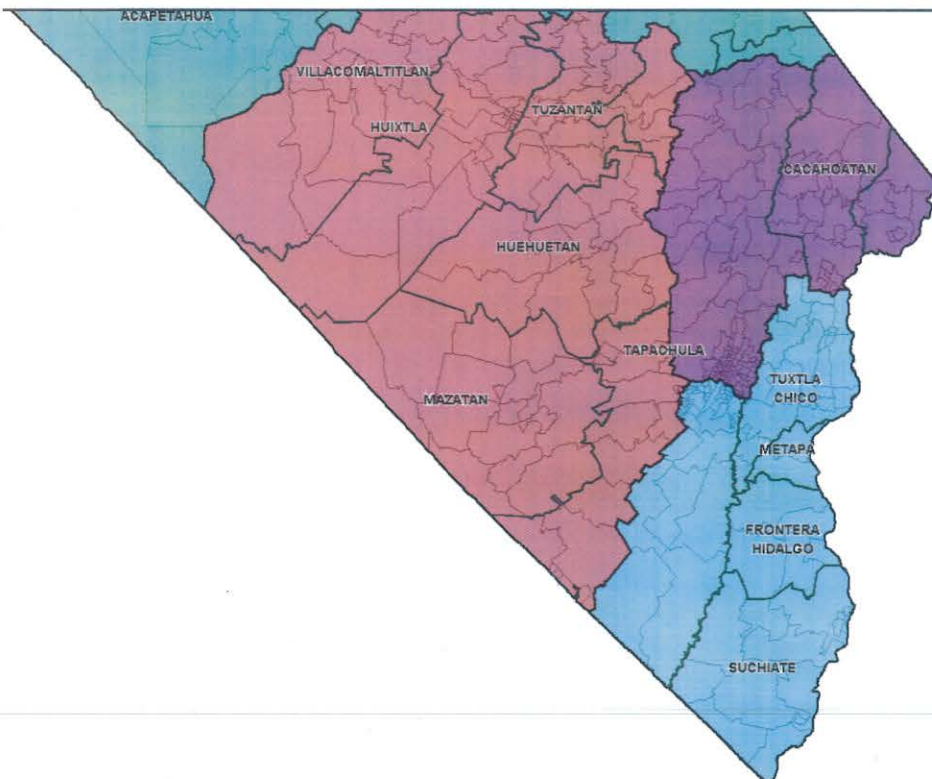 ACAPETAHUA
VILLACOMALTITLAN
HUIXTLA
TUZANTAN
CACAHOATAN
HUEHUETAN
TAPACHULA
TUXTLA
CHICO
MAZATAN
METAPA
FRONTERA
HIDALGO
SUCHIATE